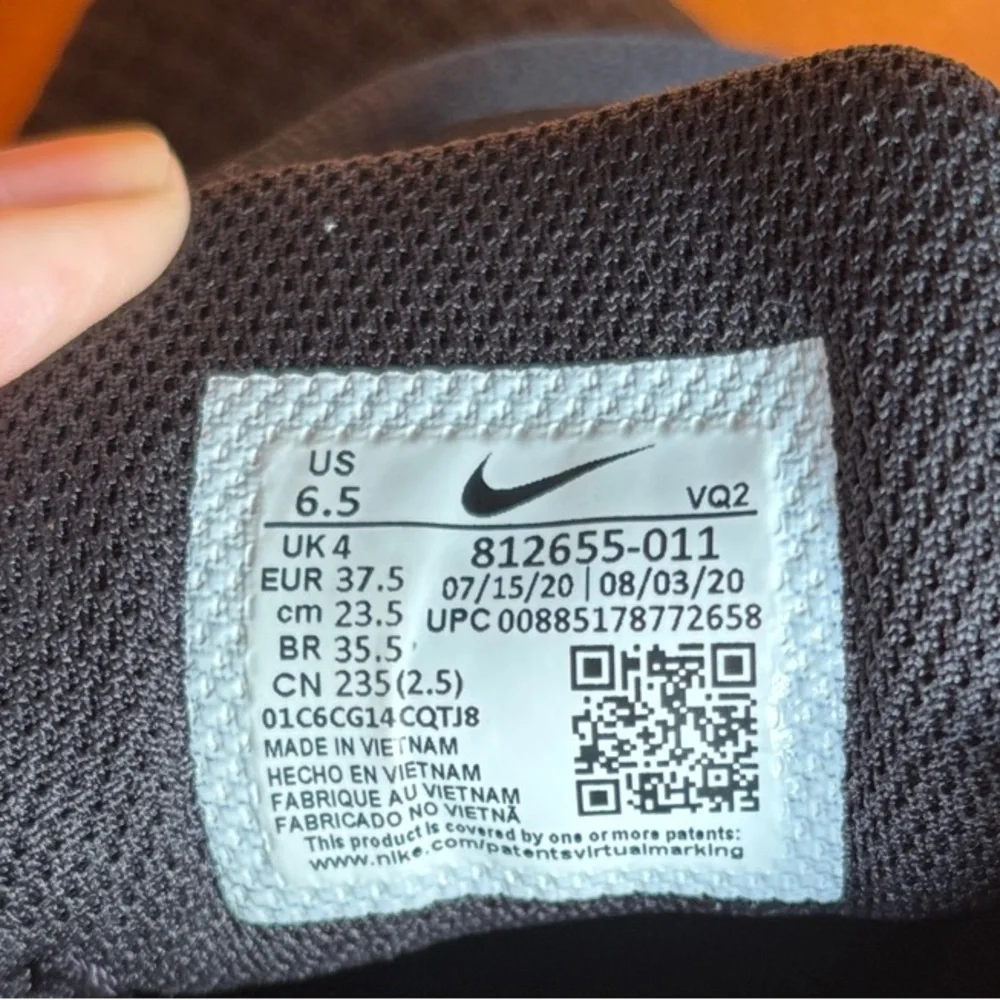 US
6.5
VQ2
UK 4
812655-011
EUR 37.5
07/15/20 | 08/03/20
cm 23.5
UPC 00885178772658
BR 35.5
CN 235(2.5)
01C6CG14CQTJ8
MADE IN VIETNAM
HECHO EN VIETNAM
FABRIQUE AU VIETNAM
FABRICADO NO VIETNÃ
This product is covered by one or more patents:
www.nike.com/patentsvirtualmarking